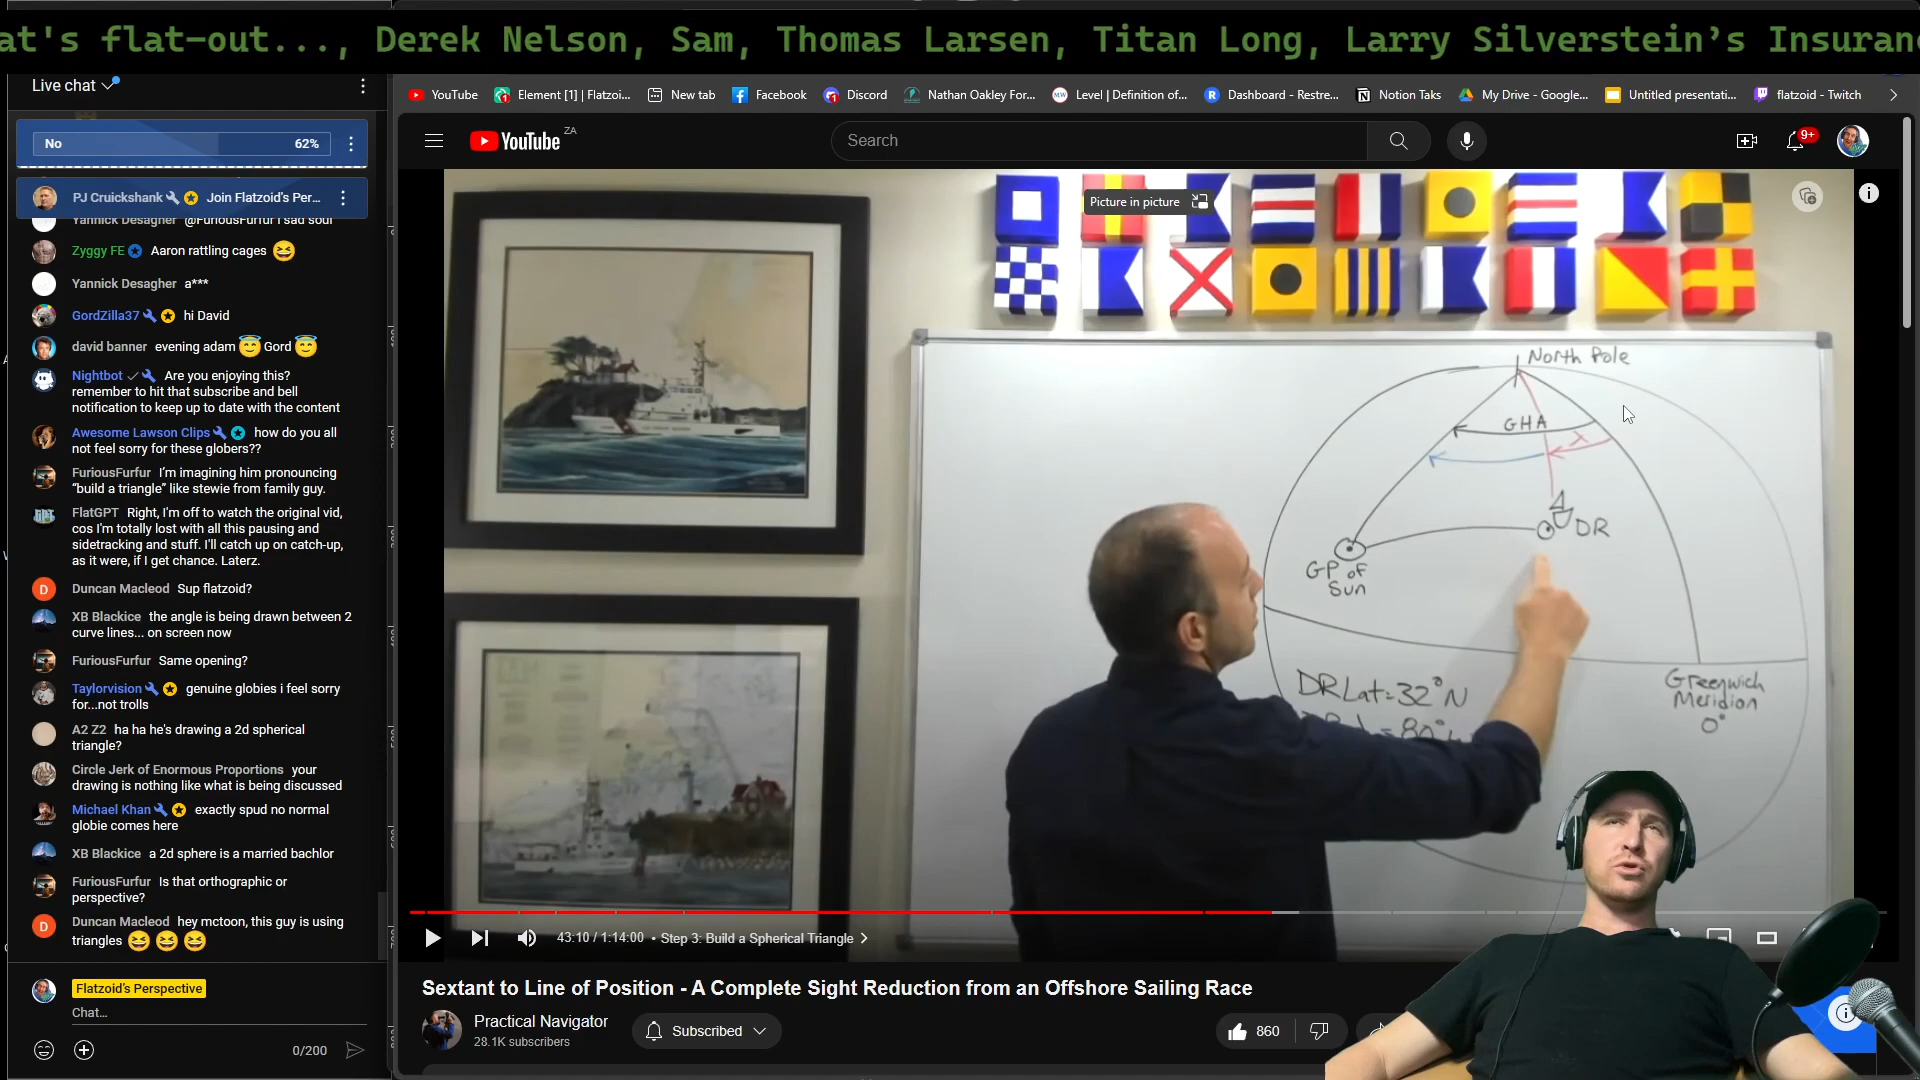 at's flat-out..., Derek Nelson, Sam, Thomas Larsen, Titan Long, Larry Silverstein's Insuran
Live chat
No 62%
PJ Cruickshank Join Flatzoid's Per...
Yannick Desagher @FuriousFurfur I sad soul
Zyggy FE Aaron rattling cages
Yannick Desagher a***
GordZilla37 hi David
david banner evening adam Gord
Nightbot Are you enjoying this?
remember to hit that subscribe and bell
notification to keep up to date with the content
Awesome Lawson Clips how do you all
not feel sorry for these globers??
FuriousFurfur I'm imagining him pronouncing
“build a triangle” like stewie from family guy.
FlatGPT Right, I'm off to watch the original vid,
cos I'm totally lost with all this pausing and
sidetracking and stuff. I'll catch up on catch-up,
as it were, if I get chance. Laterz.
Duncan Macleod Sup flatzoid?
XB Blackice the angle is being drawn between 2
curve lines... on screen now
FuriousFurfur Same opening?
Taylorvision genuine globies i feel sorry
for...not trolls
A2 Z2 ha ha he's drawing a 2d spherical
triangle?
Circle Jerk of Enormous Proportions your
drawing is nothing like what is being discussed
Michael Khan exactly spud no normal
globie comes here
XB Blackice a 2d sphere is a married bachlor
FuriousFurfur Is that orthographic or
perspective?
Duncan Macleod hey mctoon, this guy is using
triangles
Flatzoid's Perspective
Chat...
0/200
YouTube Element [1] | Flatzoi... New tab Facebook Discord Nathan Oakley For... Level | Definition of... Dashboard - Restre... Notion Taks My Drive - Google... Untitled presentati... flatzoid - Twitch
YouTube ZA
Search
9+
Picture in picture
North Pole
GHA
λ
DR
GP of
Sun
DR Lat=32°N
Greenwich
Meridion
0°
43:10 / 1:14:00 • Step 3: Build a Spherical Triangle
Sextant to Line of Position - A Complete Sight Reduction from an Offshore Sailing Race
Practical Navigator
28.1K subscribers
Subscribed
860